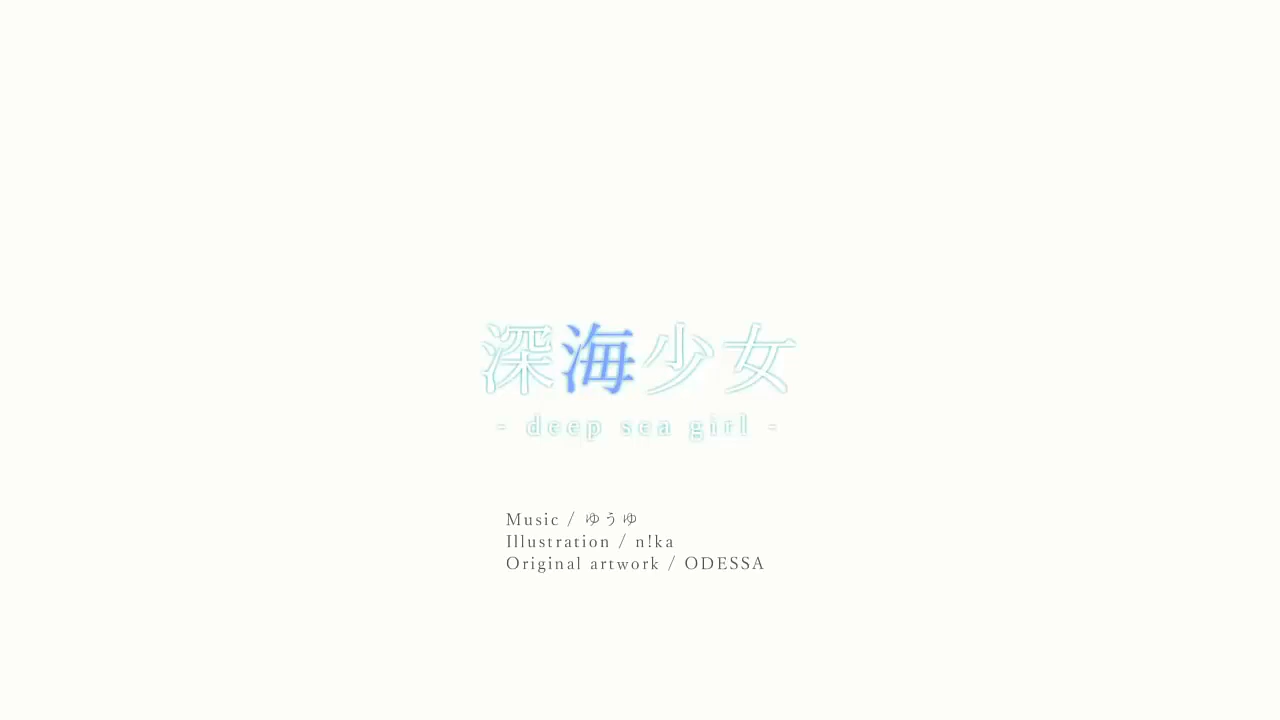 深海少女
- deep sea girl -
Music / ゆうゆ
Illustration / n!ka
Original artwork / ODESSA